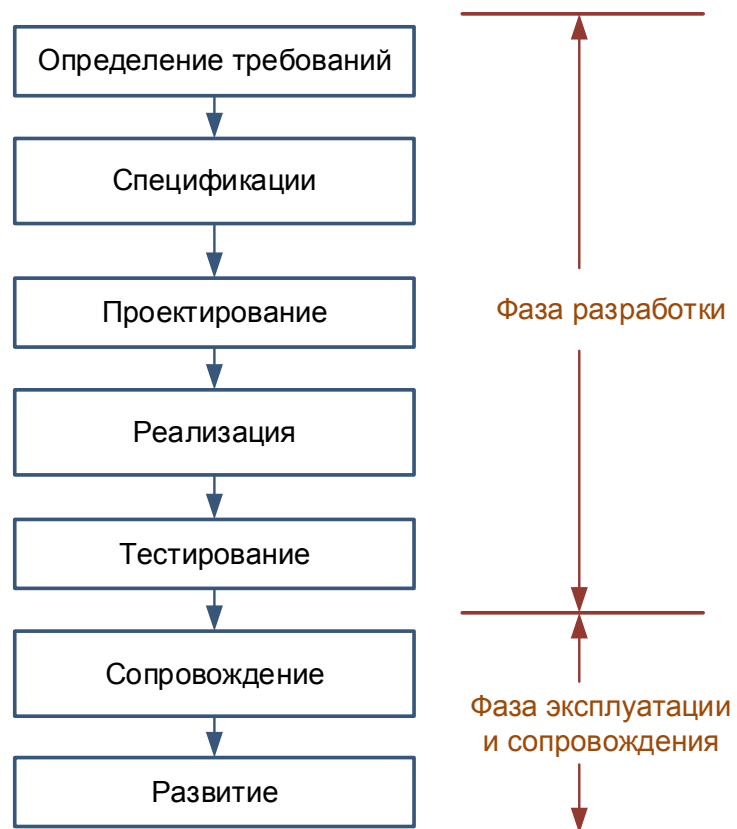 Определение требований
Спецификации
Проектирование
Фаза разработки
Реализация
Тестирование
Сопровождение
Фаза эксплуатации
и сопровождения
Развитие